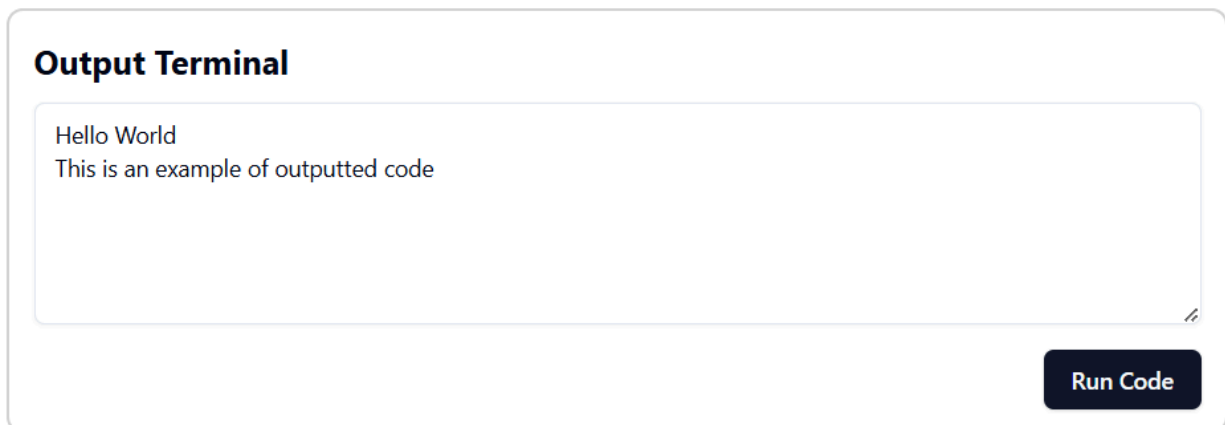 Output Terminal
Hello World
This is an example of outputted code
Run Code